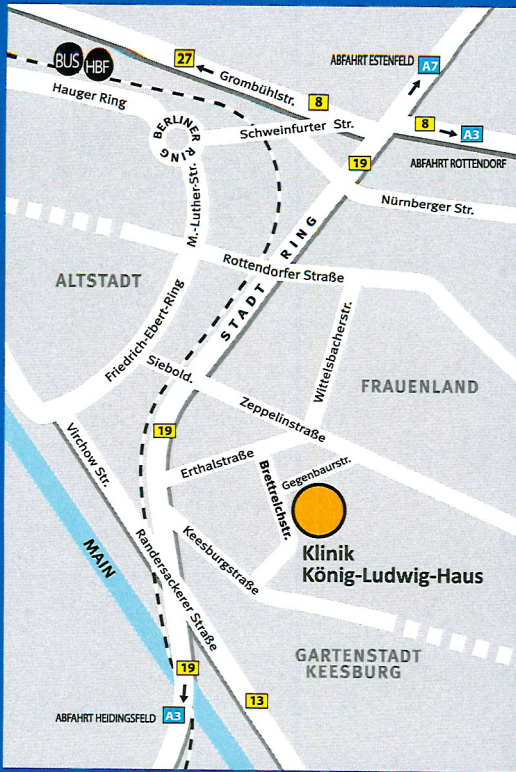 BUS
HBF
27
Grombühlstr.
ABFAHRT ESTENFELD
A7
Hauger Ring
8
BERLINER
RING
Schweinfurter Str.
8
A3
ABFAHRT ROTTENDORF
19
M.-Luther-Str.
Nürnberger Str.
STADT RING
Rottendorfer Straße
ALTSTADT
Friedrich-Ebert-Ring
Wittelsbacherstr.
Siebold.
FRAUENLAND
Zeppelinstraße
19
Virchow Str.
Erthalstraße
Brettreichstr.
Gegenbaurstr.
MAIN
Randersackerer Straße
Keesburgstraße
Klinik
König-Ludwig-Haus
GARTENSTADT
KEESBURG
19
13
ABFAHRT HEIDINGSFELD
A3